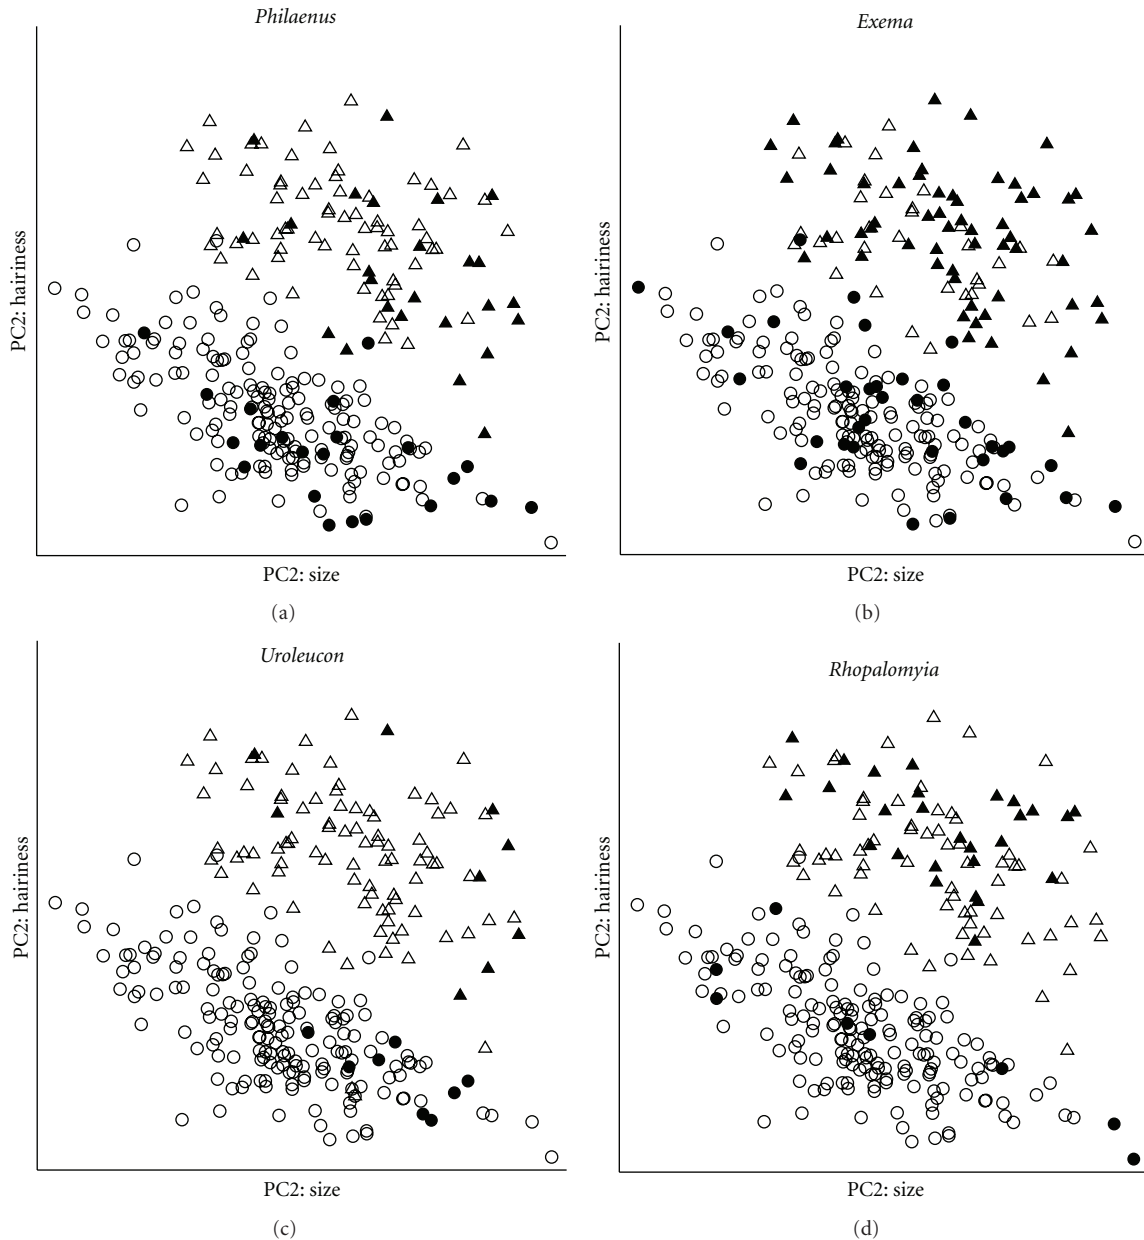 Philaenus
PC2: hairiness
PC2: size
(a)
Exema
PC2: hairiness
PC2: size
(b)
Uroleucon
PC2: hairiness
PC2: size
(c)
Rhopalomyia
PC2: hairiness
PC2: size
(d)